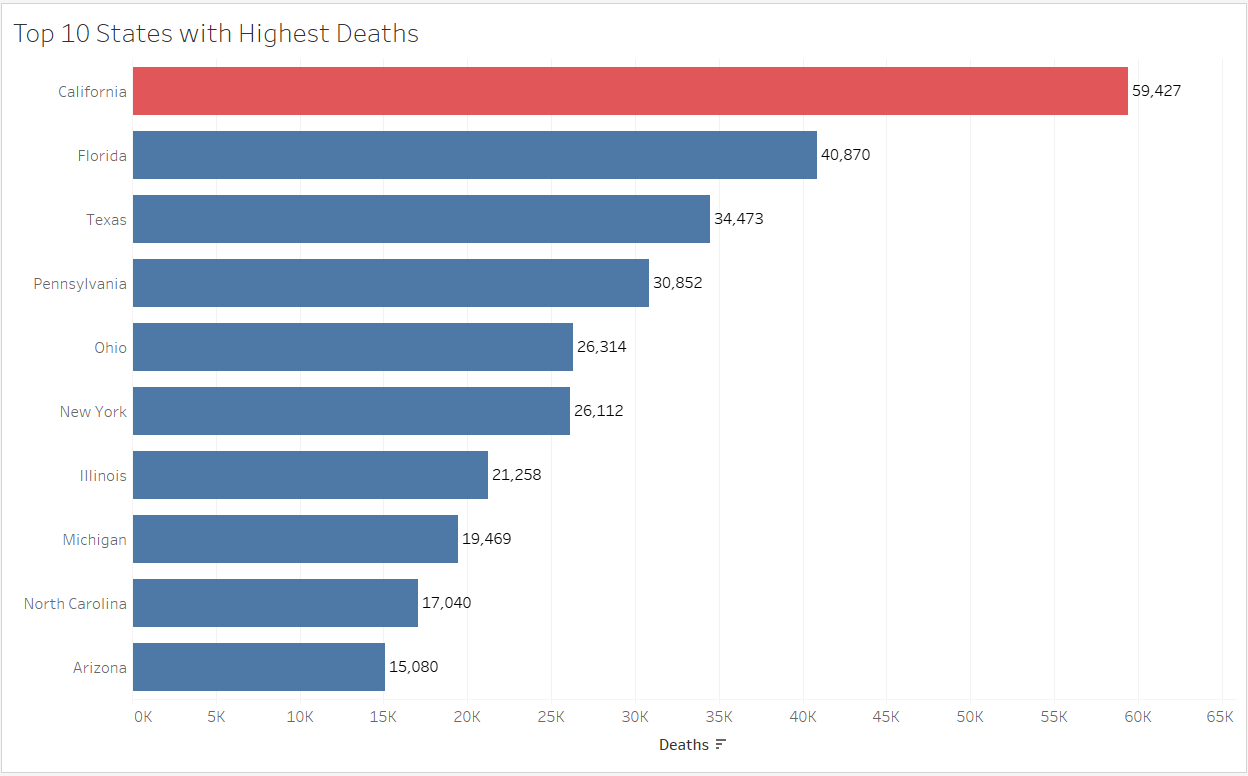 Top 10 States with Highest Deaths
California 59,427
Florida 40,870
Texas 34,473
Pennsylvania 30,852
Ohio 26,314
New York 26,112
Illinois 21,258
Michigan 19,469
North Carolina 17,040
Arizona 15,080
0K 5K 10K 15K 20K 25K 30K 35K 40K 45K 50K 55K 60K 65K
Deaths